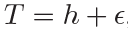 T = h + ϵ.